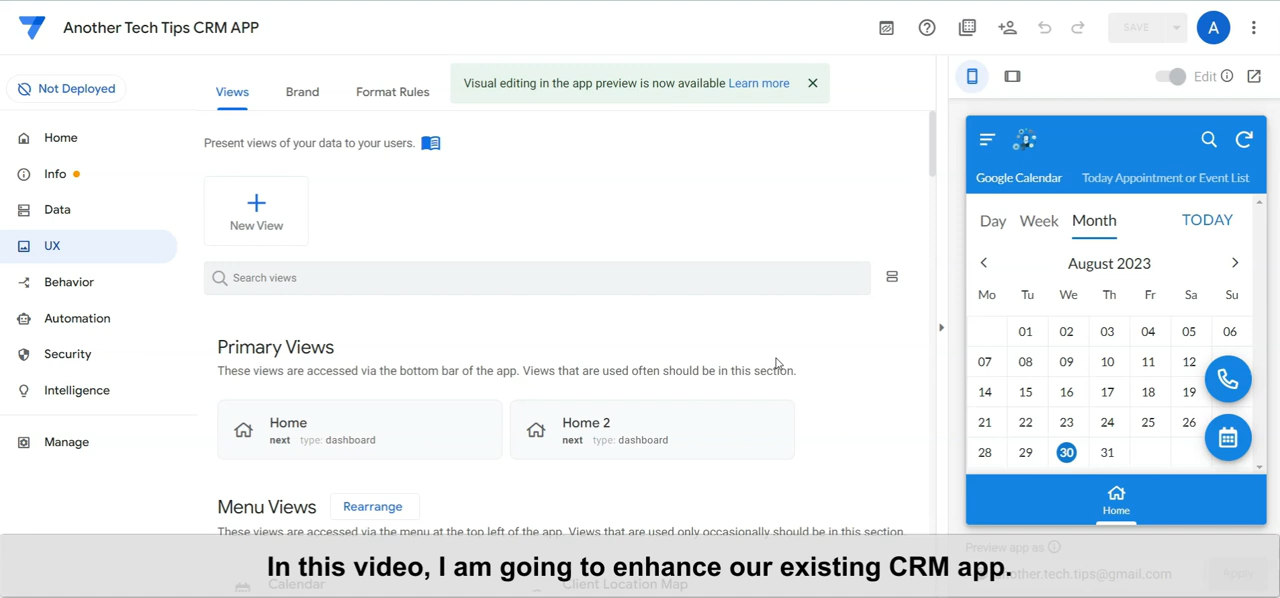 Another Tech Tips CRM APP
SAVE
A
Not Deployed
Views
Brand
Format Rules
Visual editing in the app preview is now available Learn more
Edit
Home
Info
Data
UX
Behavior
Automation
Security
Intelligence
Manage
Present views of your data to your users.
New View
Search views
Primary Views
These views are accessed via the bottom bar of the app. Views that are used often should be in this section.
Home
next type: dashboard
Home 2
next type: dashboard
Menu Views
Rearrange
These views are accessed via the menu at the top left of the app. Views that are used only occasionally should be in this section.
Calendar
Client Location Map
Google Calendar
Today Appointment or Event List
Day Week Month TODAY
August 2023
Mo Tu We Th Fr Sa Su
01 02 03 04 05 06
07 08 09 10 11 12
14 15 16 17 18 19
21 22 23 24 25 26
28 29 30 31
Home
Preview app as
another.tech.tips@gmail.com
Apply
In this video, I am going to enhance our existing CRM app.